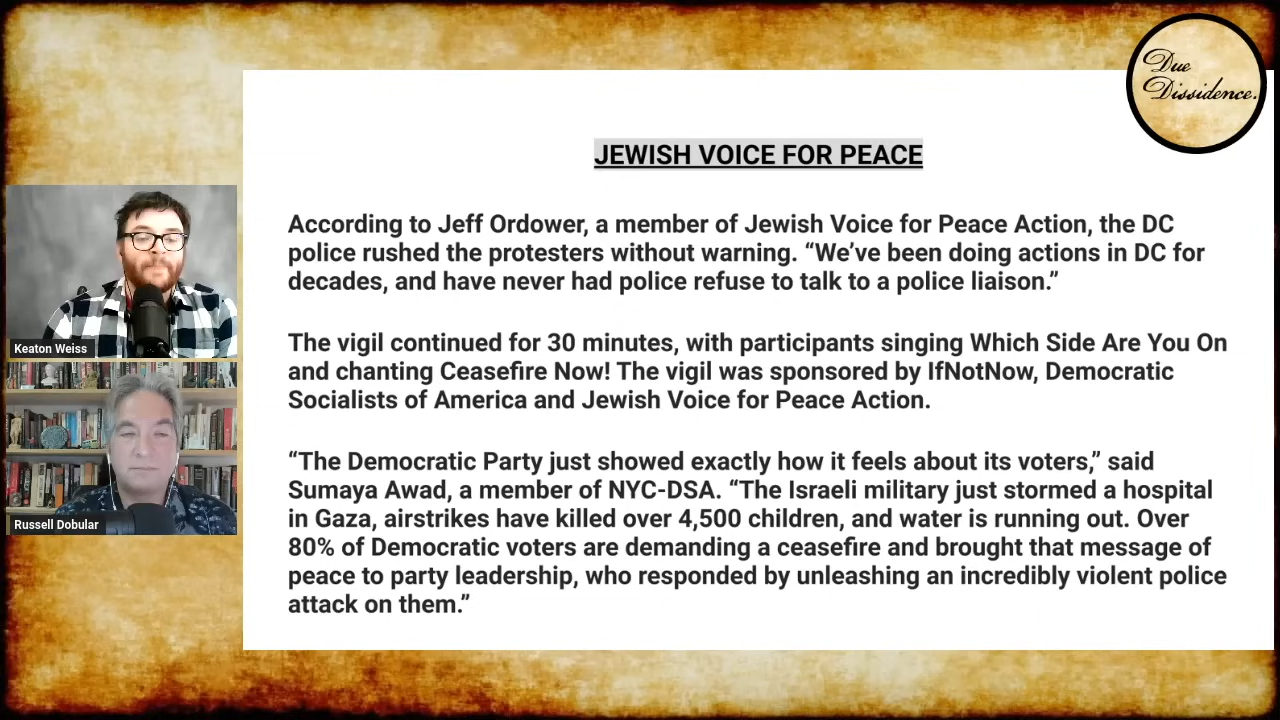 Due
Dissidence.
JEWISH VOICE FOR PEACE
According to Jeff Ordower, a member of Jewish Voice for Peace Action, the DC
police rushed the protesters without warning. “We’ve been doing actions in DC for
decades, and have never had police refuse to talk to a police liaison.”
The vigil continued for 30 minutes, with participants singing Which Side Are You On
and chanting Ceasefire Now! The vigil was sponsored by IfNotNow, Democratic
Socialists of America and Jewish Voice for Peace Action.
“The Democratic Party just showed exactly how it feels about its voters,” said
Sumaya Awad, a member of NYC-DSA. “The Israeli military just stormed a hospital
in Gaza, airstrikes have killed over 4,500 children, and water is running out. Over
80% of Democratic voters are demanding a ceasefire and brought that message of
peace to party leadership, who responded by unleashing an incredibly violent police
attack on them.”
Keaton Weiss
Russell Dobular